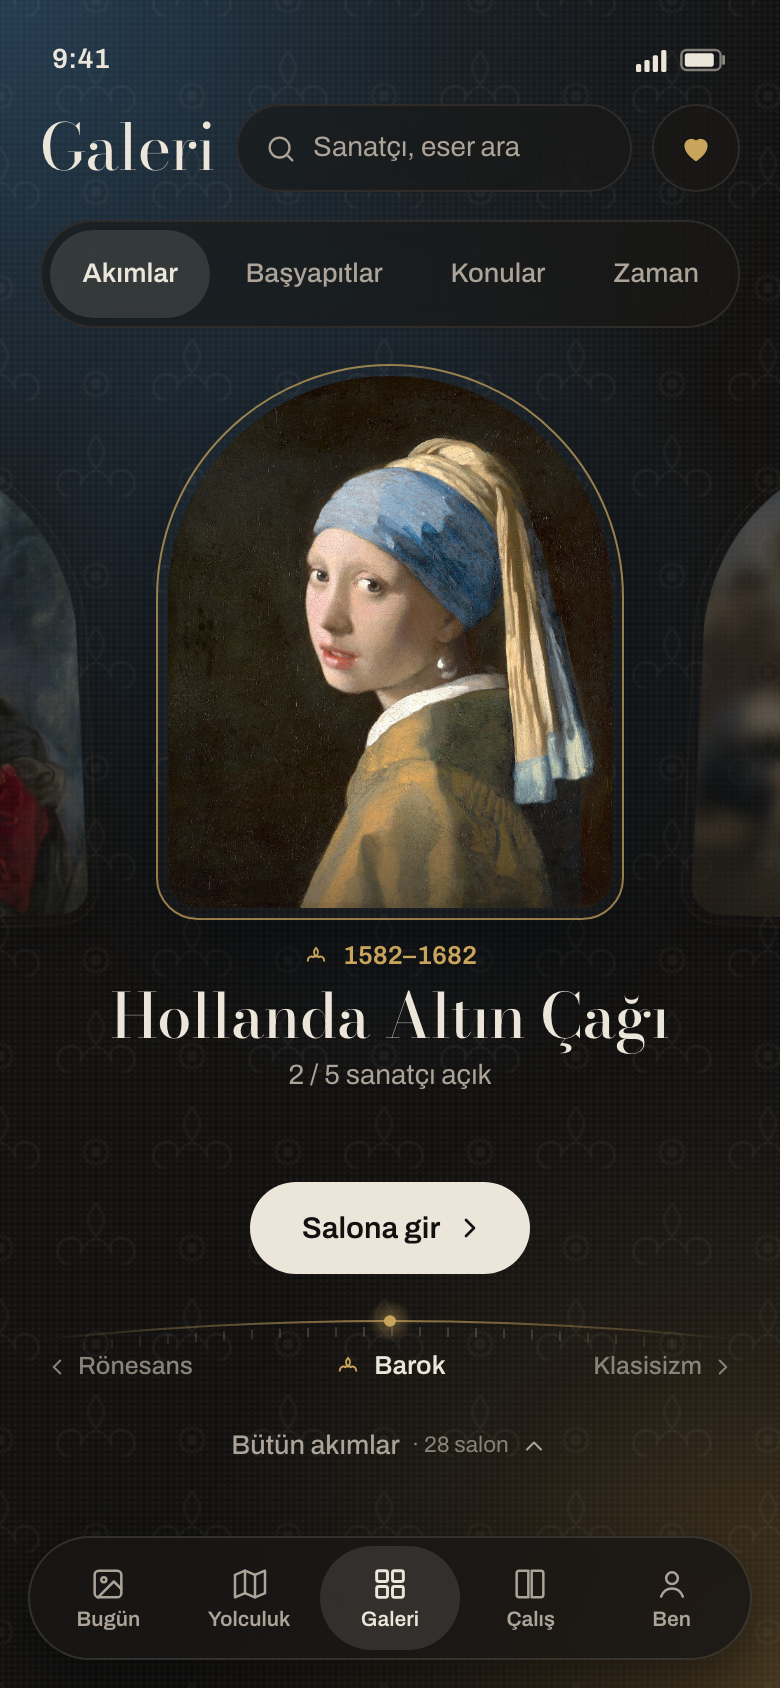 9:41
Galeri
Sanatçı, eser ara
Akımlar Başyapıtlar Konular Zaman
1582–1682
Hollanda Altın Çağı
2 / 5 sanatçı açık
Salona gir
Rönesans Barok Klasisizm
Bütün akımlar · 28 salon
Bugün Yolculuk Galeri Çalış Ben